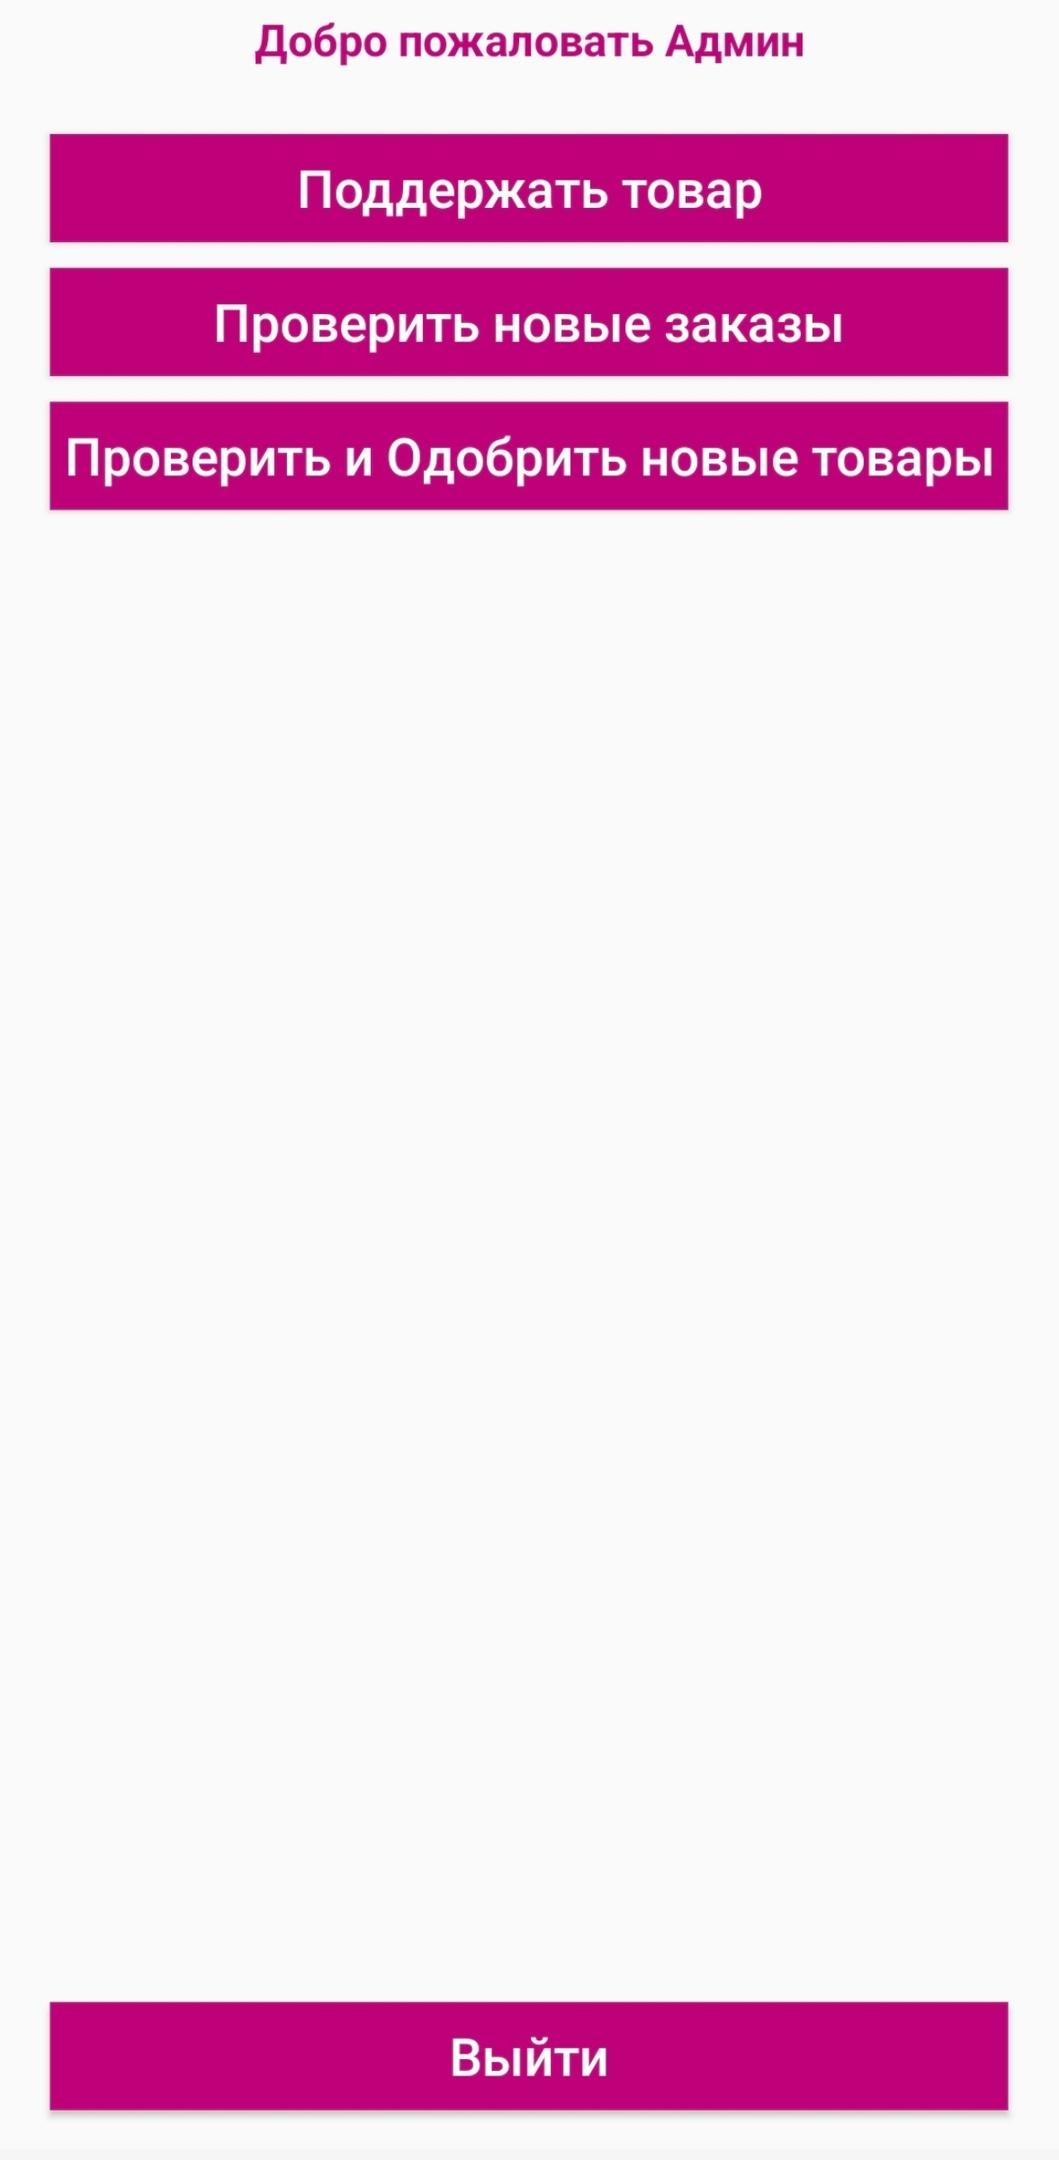 Добро пожаловать Админ
Поддержать товар
Проверить новые заказы
Проверить и Одобрить новые товары
Выйти